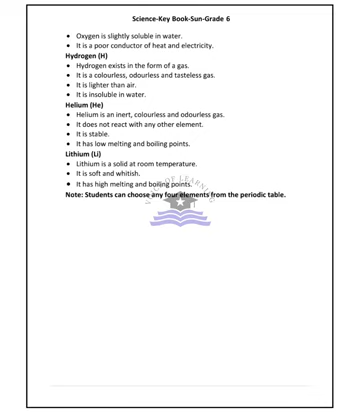 Science-Key Book-Sun-Grade 6
• Oxygen is slightly soluble in water.
• It is a poor conductor of heat and electricity.
Hydrogen (H)
• Hydrogen exists in the form of a gas.
• It is a colourless, odourless and tasteless gas.
• It is lighter than air.
• It is insoluble in water.
Helium (He)
• Helium is an inert, colourless and odourless gas.
• It does not react with any other element.
• It is stable.
• It has low melting and boiling points.
Lithium (Li)
• Lithium is a solid at room temperature.
• It is soft and whitish.
• It has high melting and boiling points.
Note: Students can choose any four elements from the periodic table.